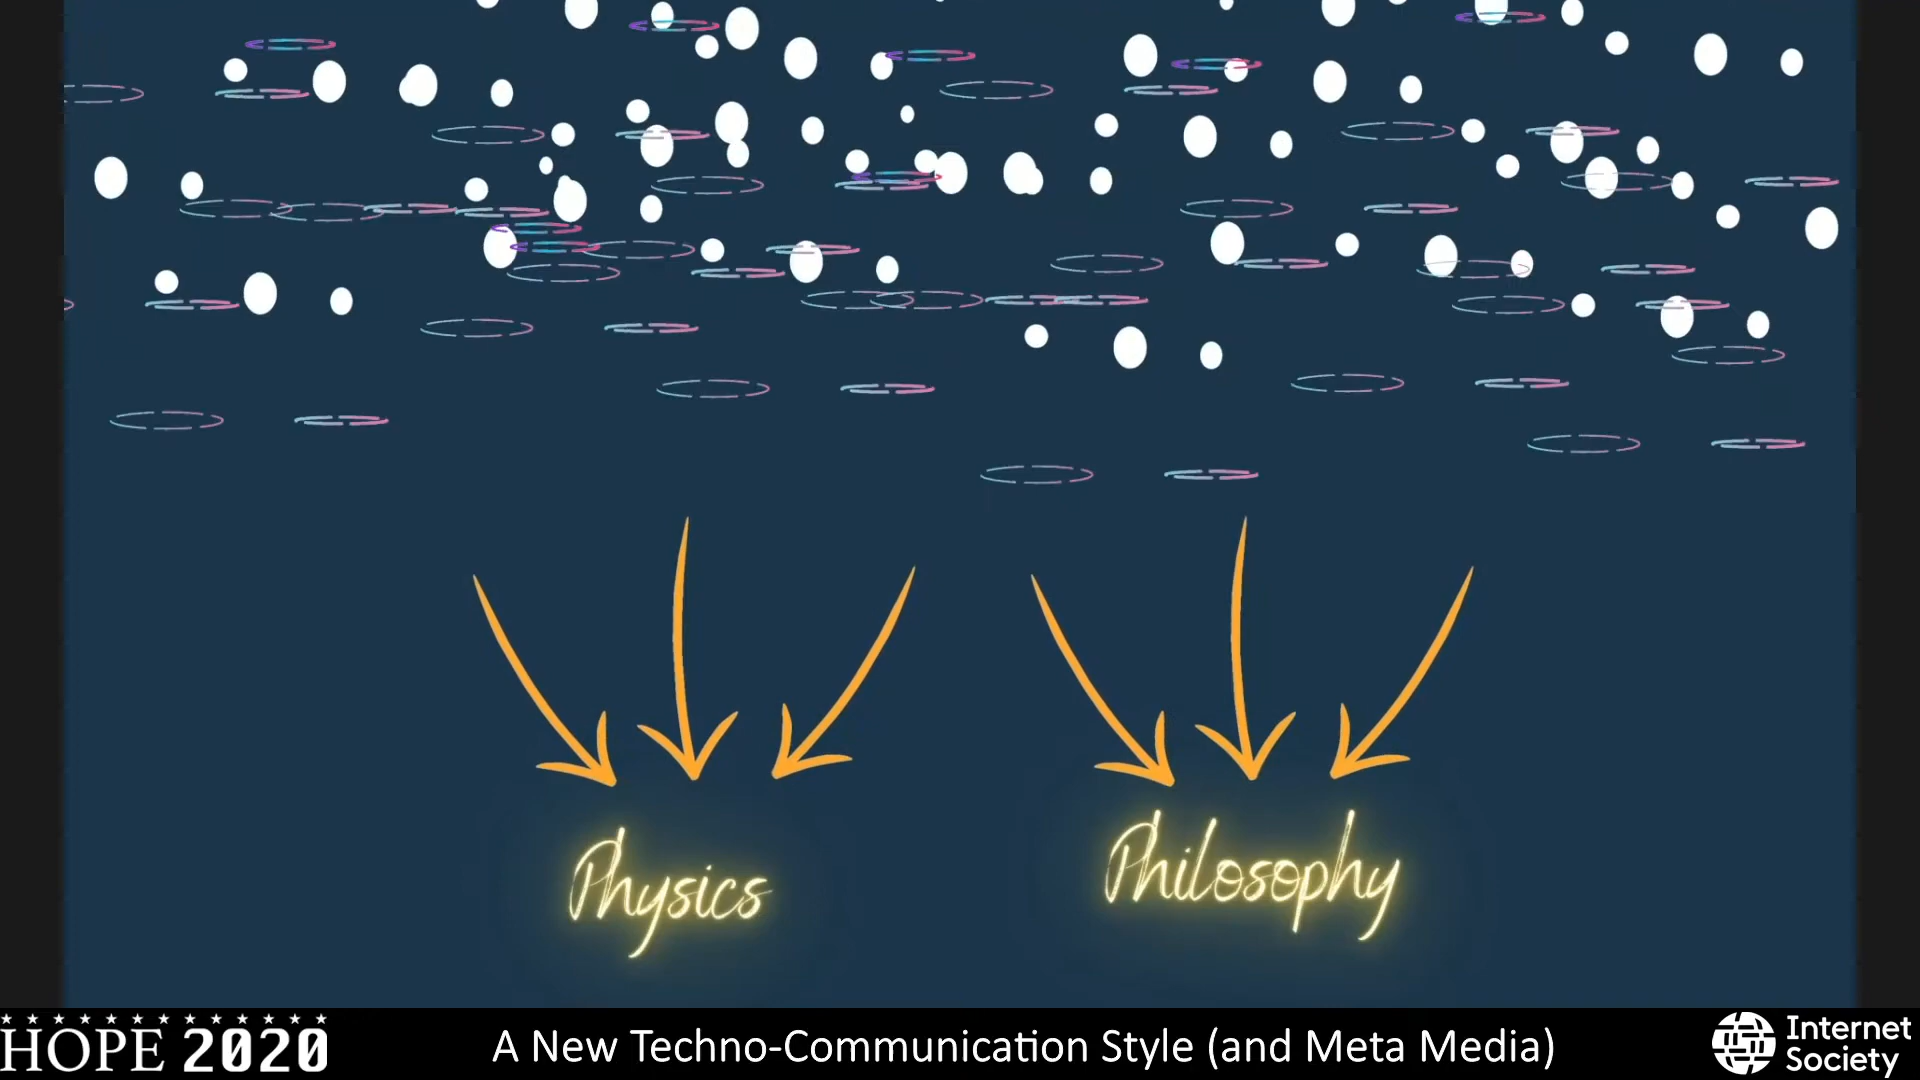 Physics
Philosophy
HOPE 2020
A New Techno-Communication Style (and Meta Media)
Internet
Society